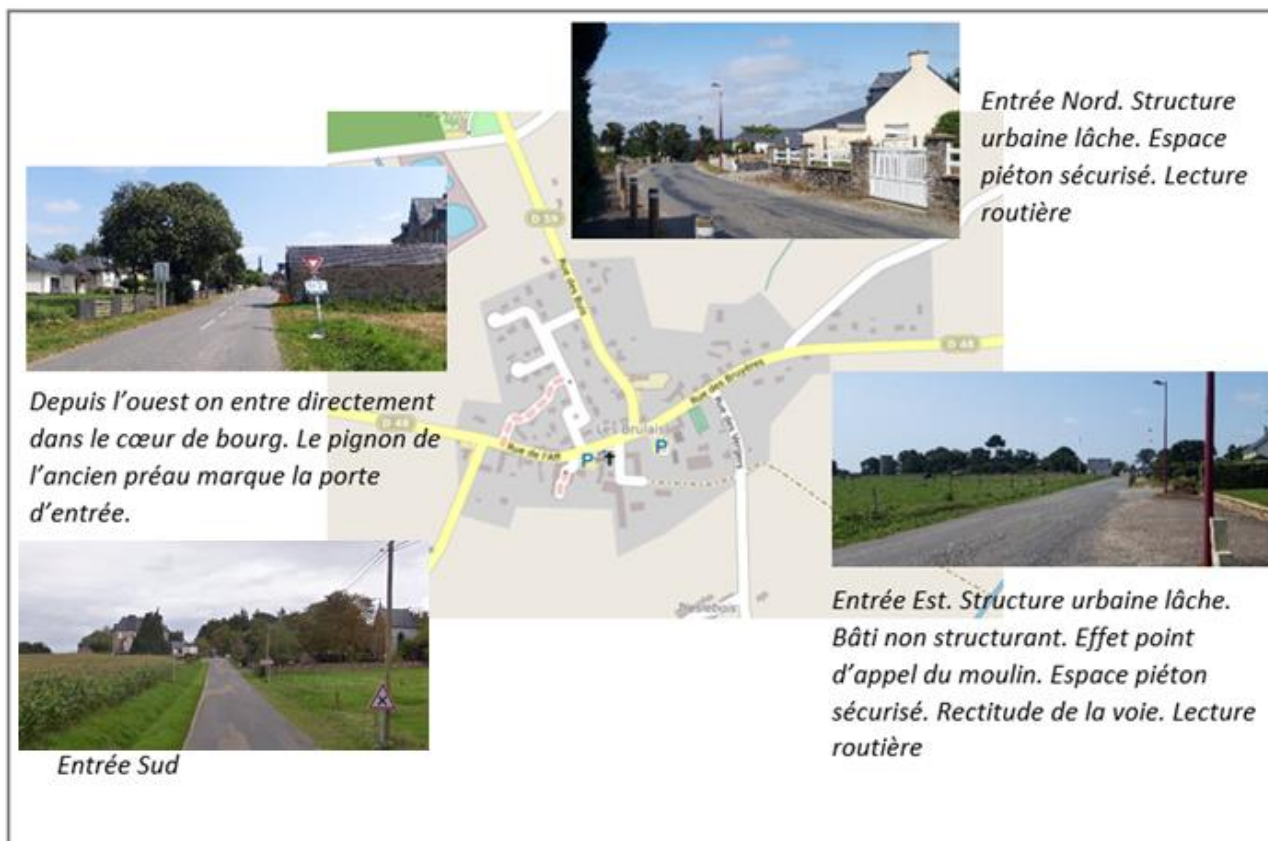 Entrée Nord. Structure
urbaine lâche. Espace
piéton sécurisé. Lecture
routière
Depuis l'ouest on entre directement
dans le cœur de bourg. Le pignon de
l'ancien préau marque la porte
d'entrée.
D 59
Rue des Bois
D 48
Rue des Bruyères
Rue des Vergers
Les Brulais
D 48
Rue de l'Aff
P
P
Entrée Est. Structure urbaine lâche.
Bâti non structurant. Effet point
d'appel du moulin. Espace piéton
sécurisé. Rectitude de la voie. Lecture
routière
Entrée Sud